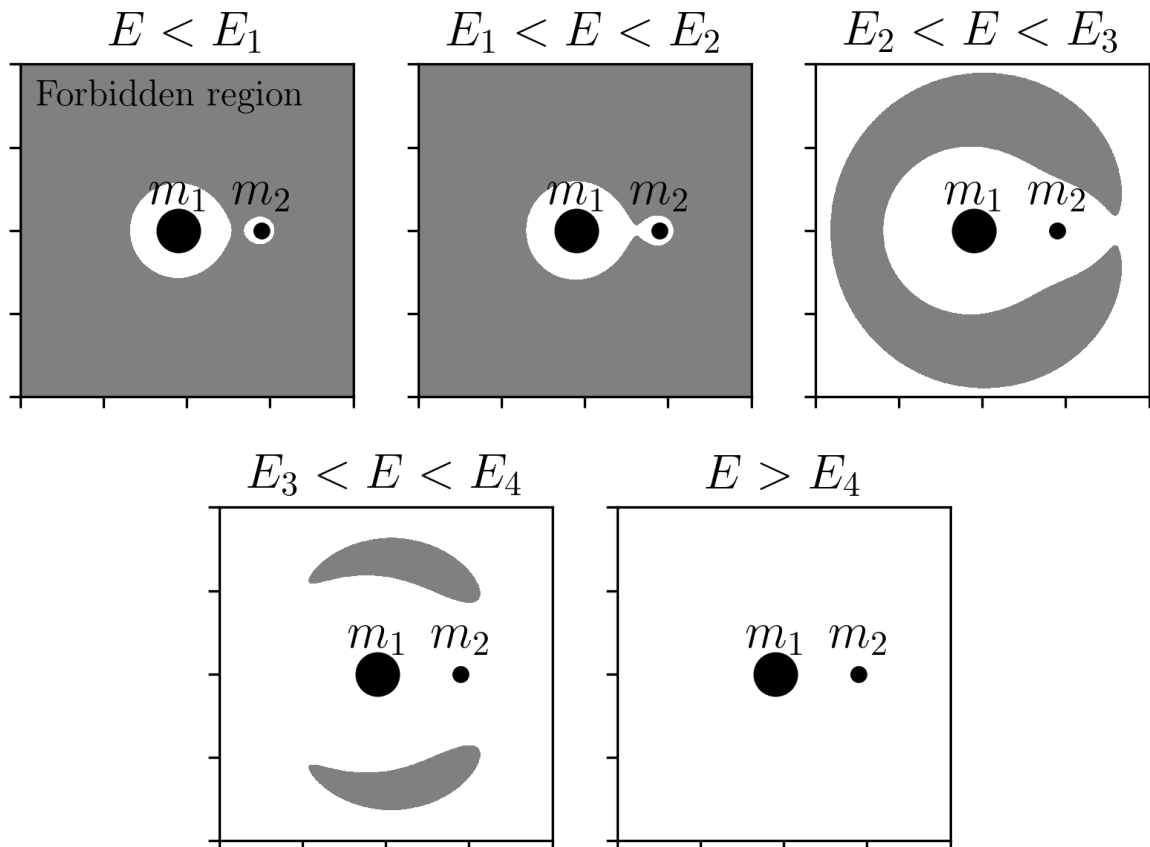 E < E₁
Forbidden region
m₁ m₂
E₁ < E < E₂
m₁ m₂
E₂ < E < E₃
m₁ m₂
E₃ < E < E₄
m₁ m₂
E > E₄
m₁ m₂